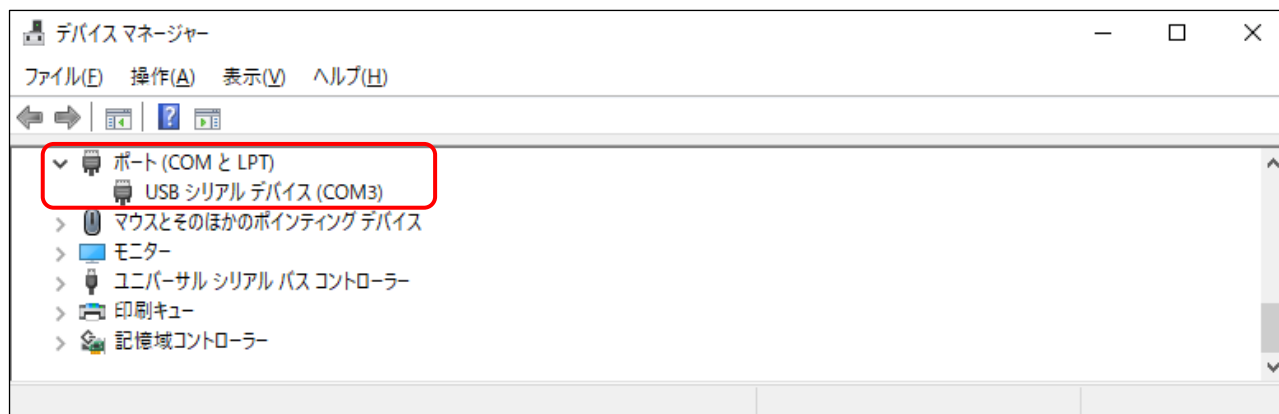 デバイス マネージャー
ファイル(F) 操作(A) 表示(V) ヘルプ(H)
ポート (COM と LPT)
USB シリアル デバイス (COM3)
マウスとそのほかのポインティング デバイス
モニター
ユニバーサル シリアル バス コントローラー
印刷キュー
記憶域コントローラー